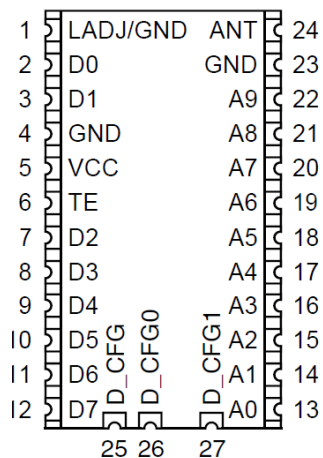 1 LADJ/GND ANT 24
2 D0 GND 23
3 D1 A9 22
4 GND A8 21
5 VCC A7 20
6 TE A6 19
7 D2 A5 18
8 D3 A4 17
9 D4 A3 16
10 D5 A2 15
11 D6 A1 14
12 D7 A0 13
D_CFG D_CFG0 D_CFG1
25 26 27